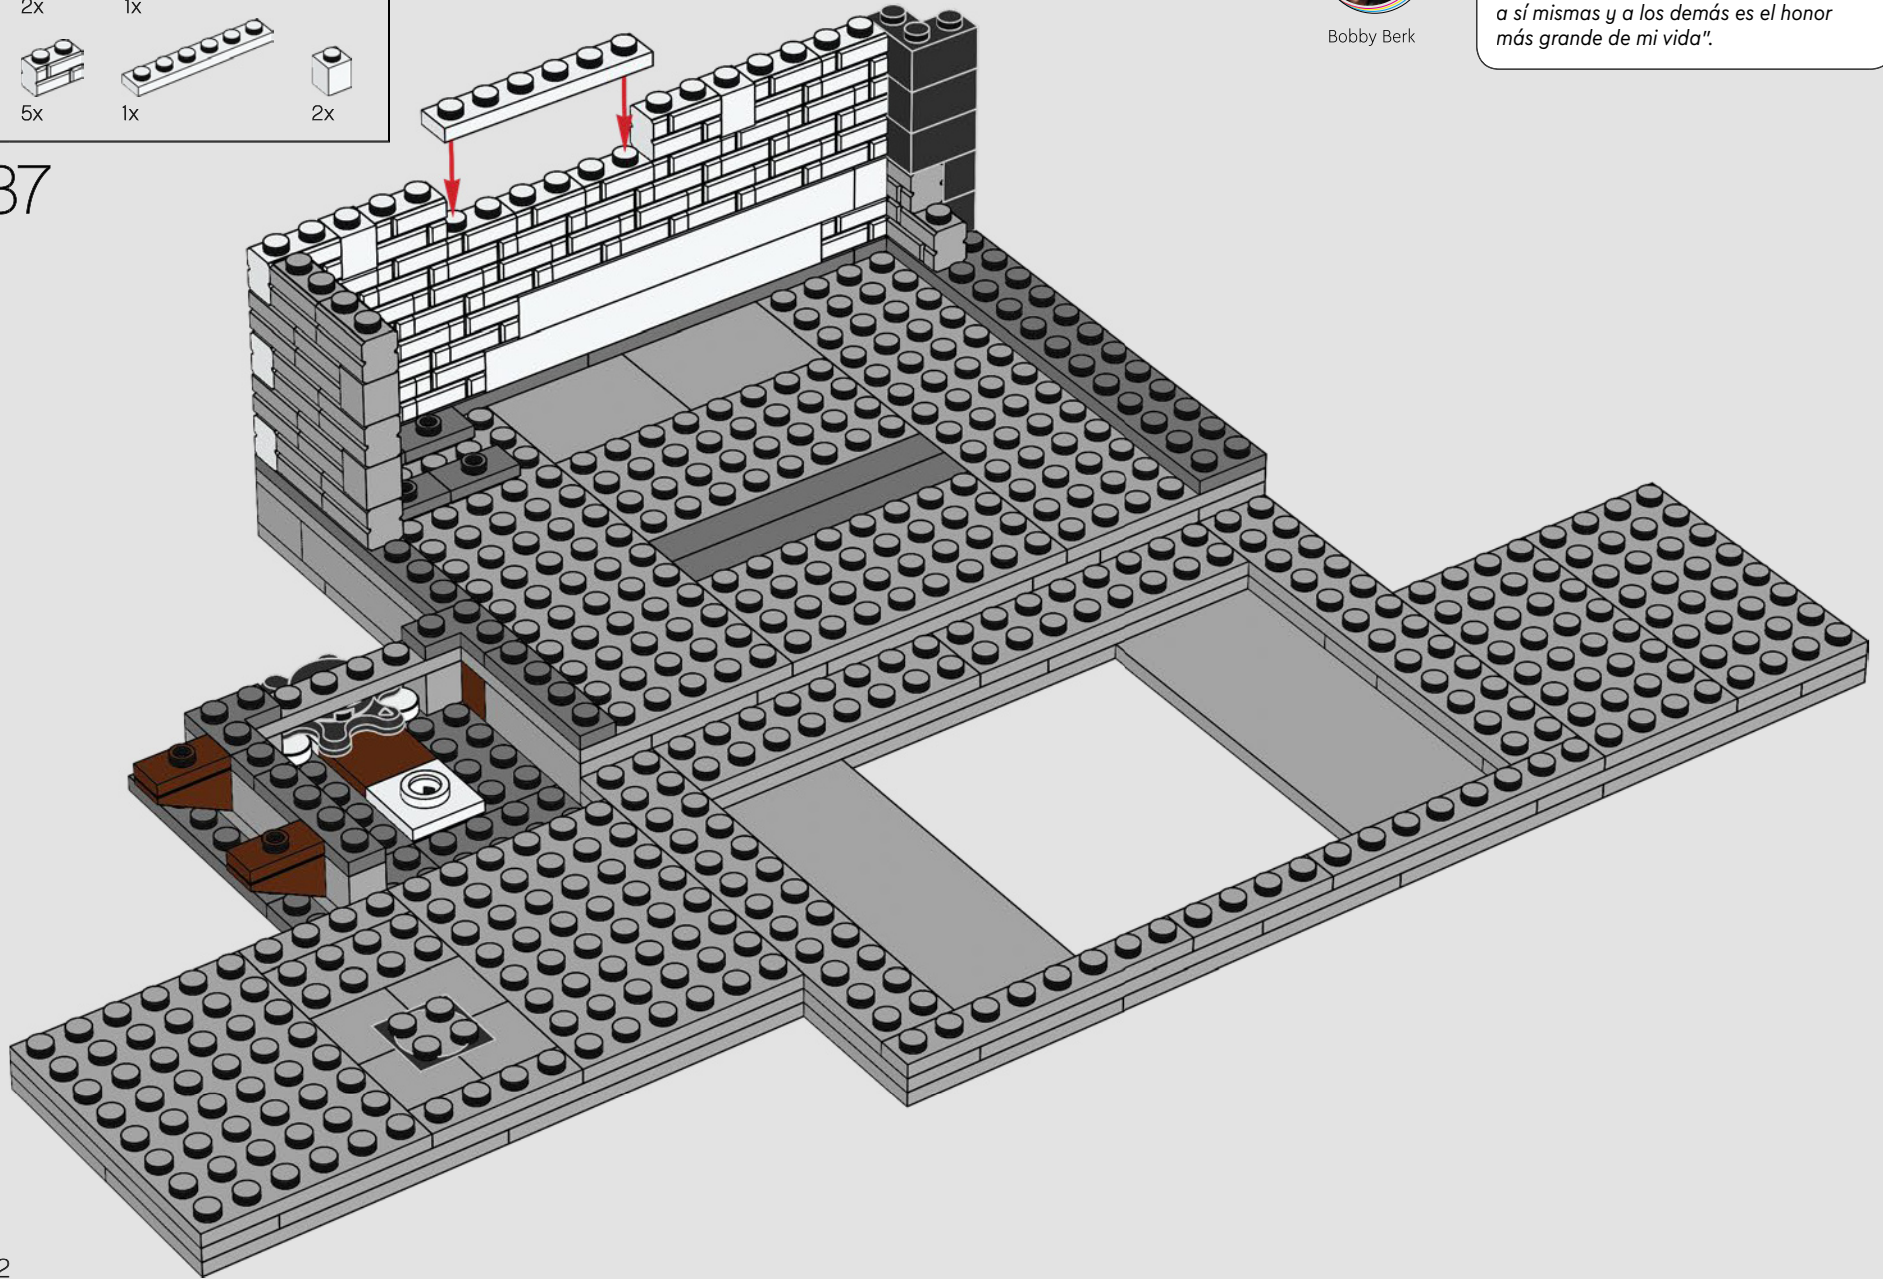 2x 1x
5x 1x 2x
37
Bobby Berk
a sí mismas y a los demás es el honor
más grande de mi vida".
2